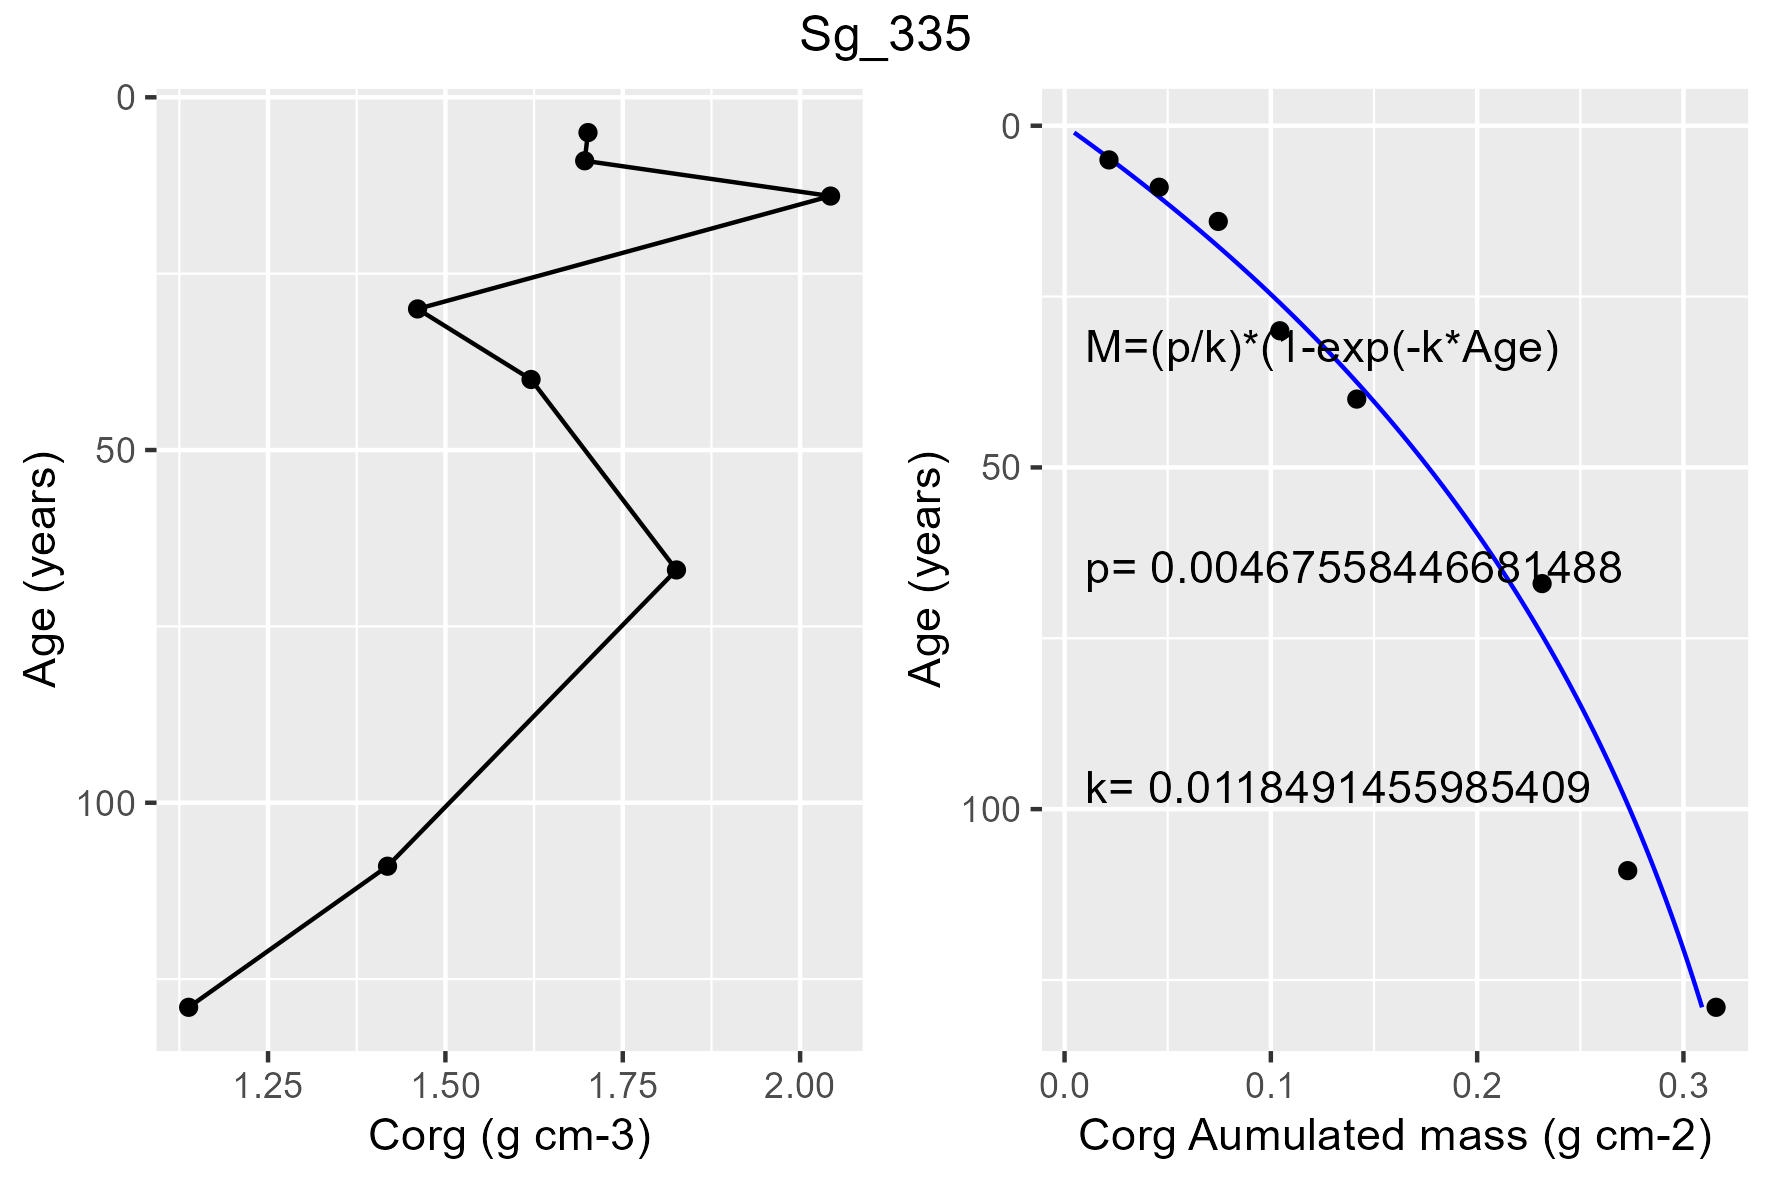 Sg_335
0
50
100
Age (years)
1.25
1.50
1.75
2.00
Corg (g cm-3)
0
50
100
Age (years)
M=(p/k)*(1-exp(-k*Age)
p= 0.00467558446681488
k= 0.0118491455985409
0.0
0.1
0.2
0.3
Corg Aumulated mass (g cm-2)